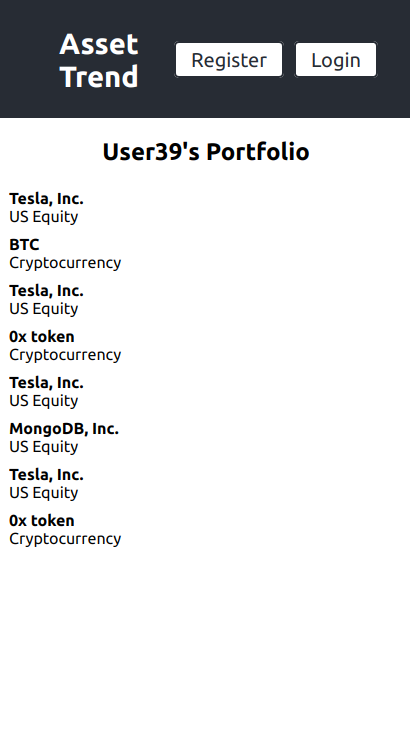 Asset
Trend
Register
Login
User39's Portfolio
Tesla, Inc.
US Equity
BTC
Cryptocurrency
Tesla, Inc.
US Equity
0x token
Cryptocurrency
Tesla, Inc.
US Equity
MongoDB, Inc.
US Equity
Tesla, Inc.
US Equity
0x token
Cryptocurrency